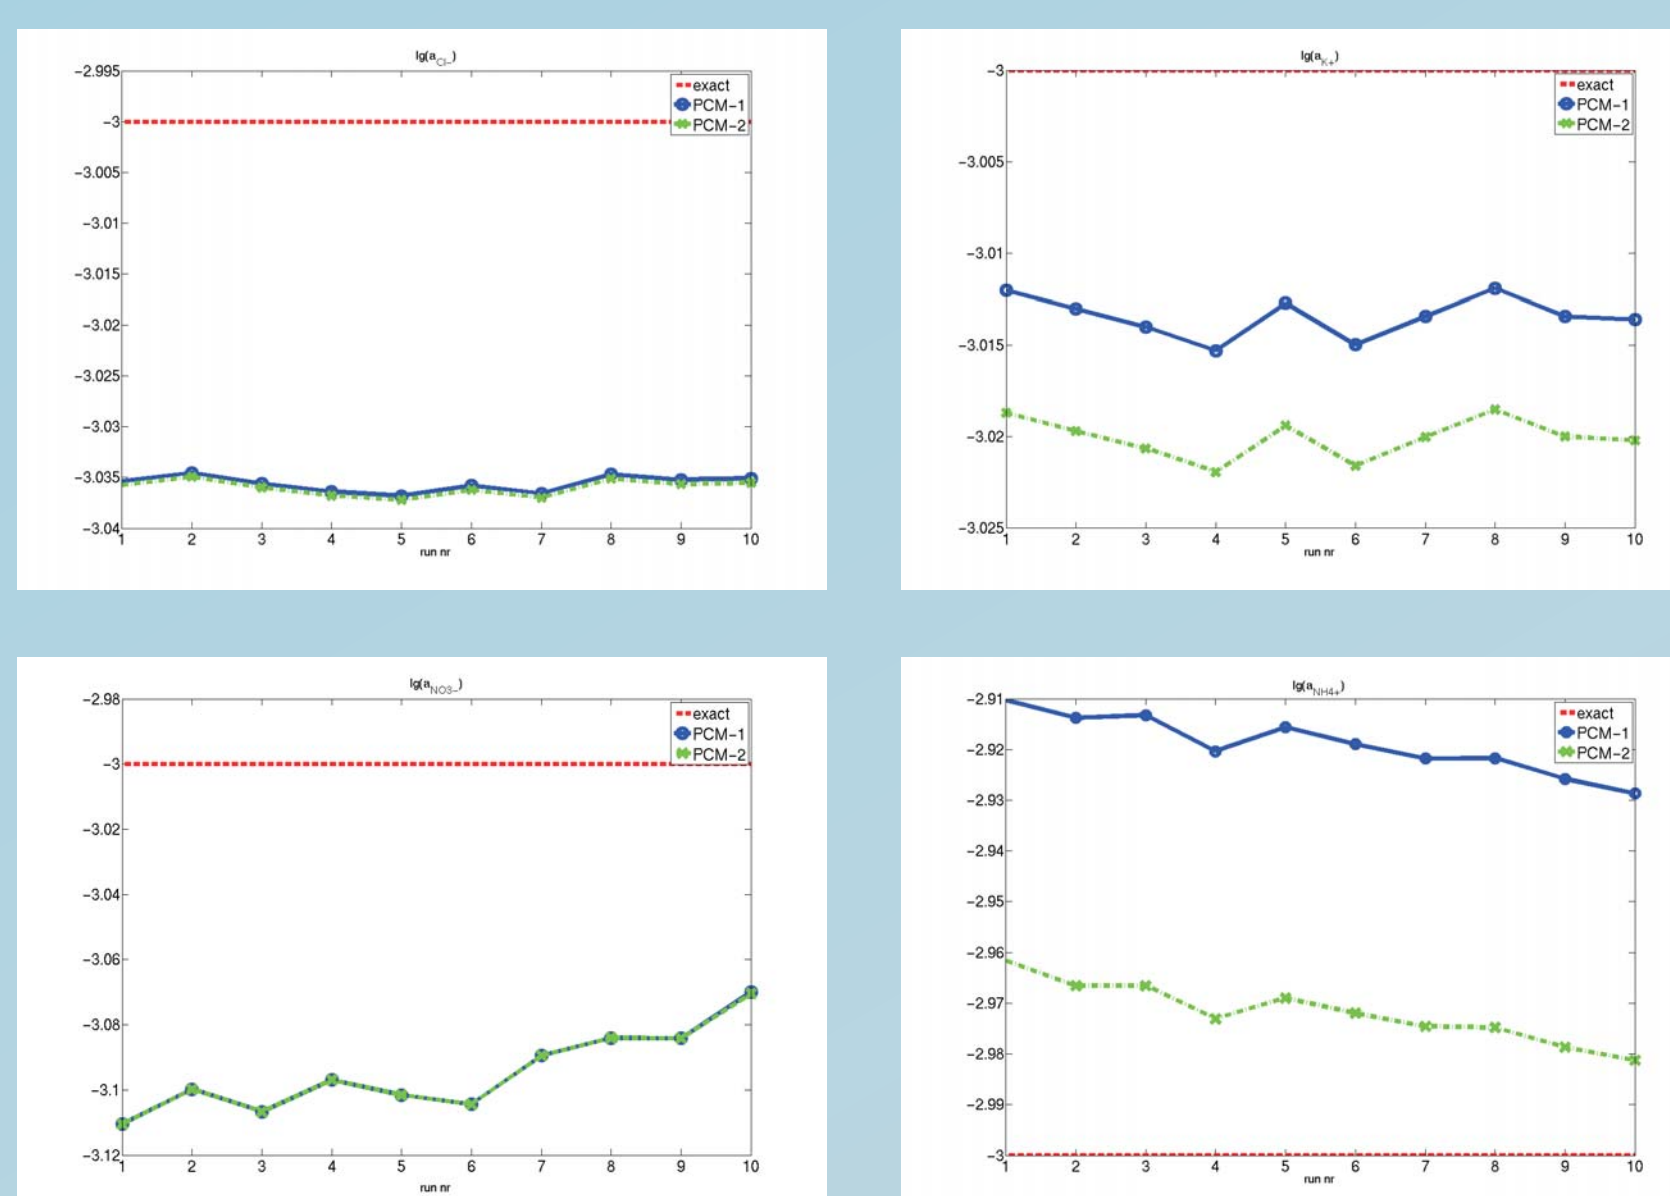 lg(a_Cl-)
−2.995
−3
−3.005
−3.01
−3.015
−3.02
−3.025
−3.03
−3.035
−3.04
exact
PCM−1
PCM−2
1 2 3 4 5 6 7 8 9 10
run nr
lg(a_K+)
−3
−3.005
−3.01
−3.015
−3.02
−3.025
exact
PCM−1
PCM−2
1 2 3 4 5 6 7 8 9 10
run nr
lg(a_NO3−)
−2.98
−3
−3.02
−3.04
−3.06
−3.08
−3.1
−3.12
exact
PCM−1
PCM−2
1 2 3 4 5 6 7 8 9 10
run nr
lg(a_NH4+)
−2.91
−2.92
−2.93
−2.94
−2.95
−2.96
−2.97
−2.98
−2.99
−3
exact
PCM−1
PCM−2
1 2 3 4 5 6 7 8 9 10
run nr